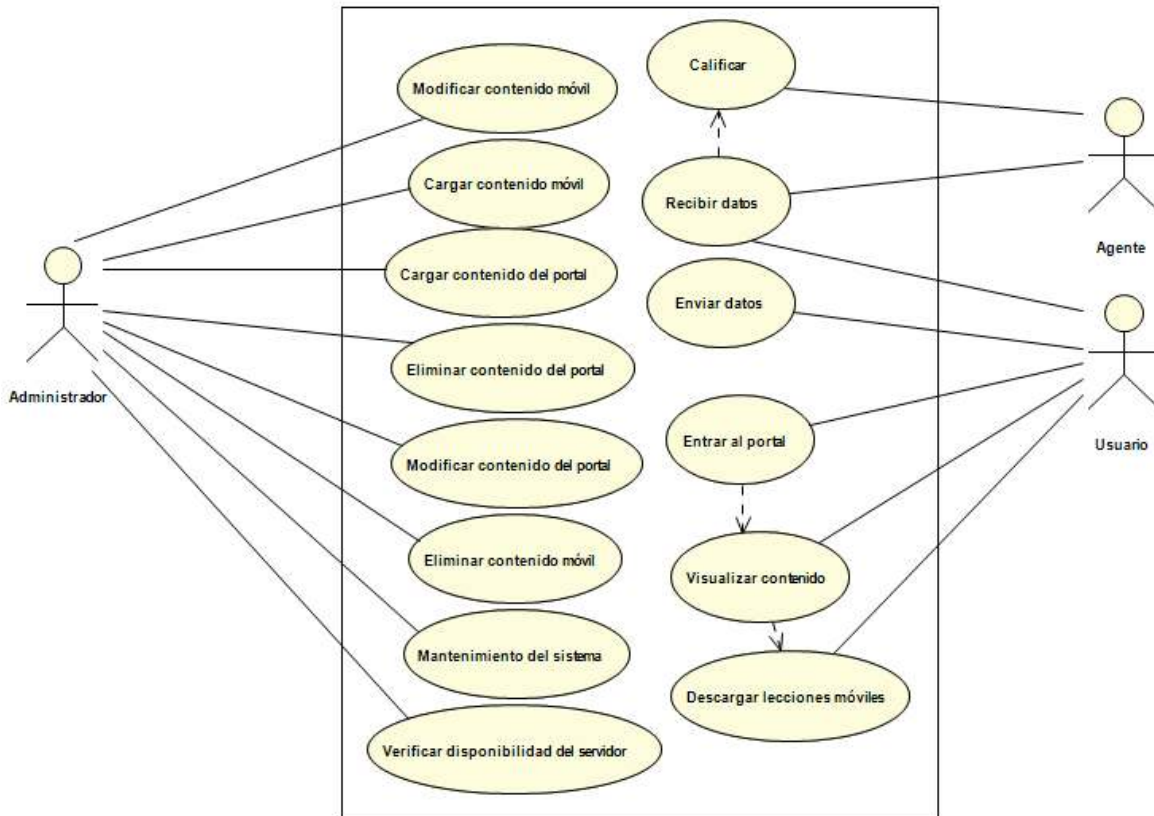 Modificar contenido móvil
Cargar contenido móvil
Cargar contenido del portal
Eliminar contenido del portal
Modificar contenido del portal
Eliminar contenido móvil
Mantenimiento del sistema
Verificar disponibilidad del servidor
Calificar
Recibir datos
Enviar datos
Entrar al portal
Visualizar contenido
Descargar lecciones móviles
Administrador
Agente
Usuario